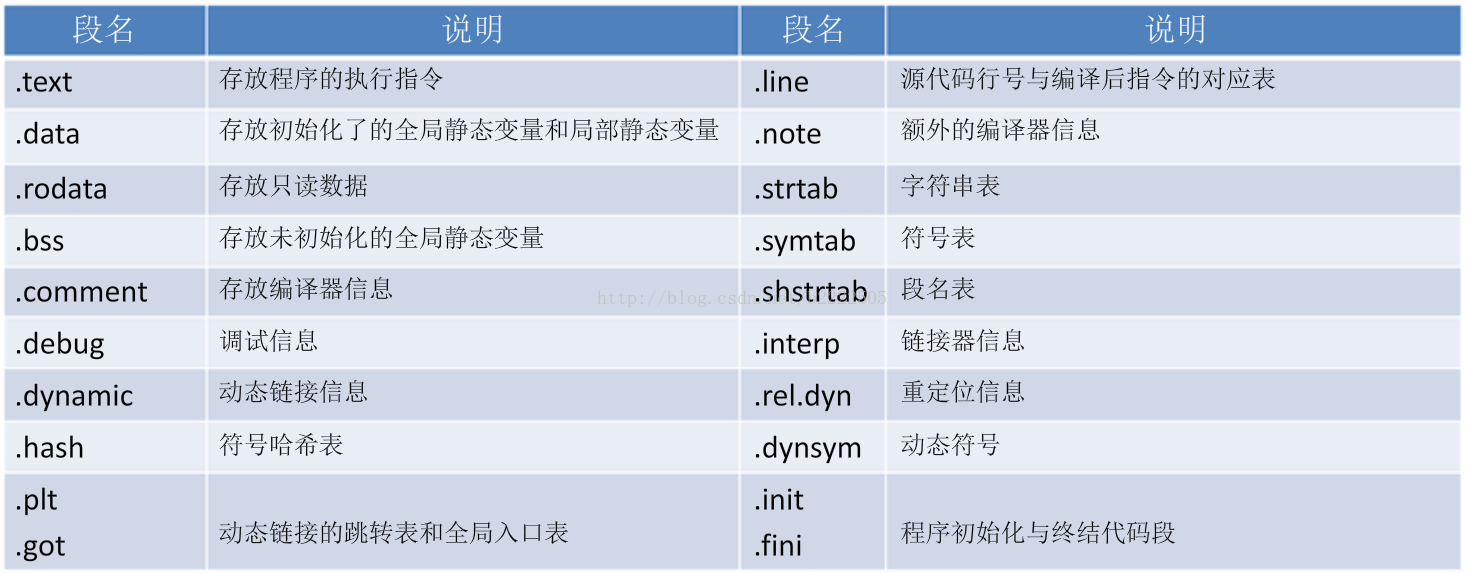 段名 说明 段名 说明
.text 存放程序的执行指令 .line 源代码行号与编译后指令的对应表
.data 存放初始化了的全局静态变量和局部静态变量 .note 额外的编译器信息
.rodata 存放只读数据 .strtab 字符串表
.bss 存放未初始化的全局静态变量 .symtab 符号表
.comment 存放编译器信息 .shstrtab 段名表
http://blog.csdn.
.debug 调试信息 .interp 链接器信息
.dynamic 动态链接信息 .rel.dyn 重定位信息
.hash 符号哈希表 .dynsym 动态符号
.plt .init
动态链接的跳转表和全局入口表 程序初始化与终结代码段
.got .fini